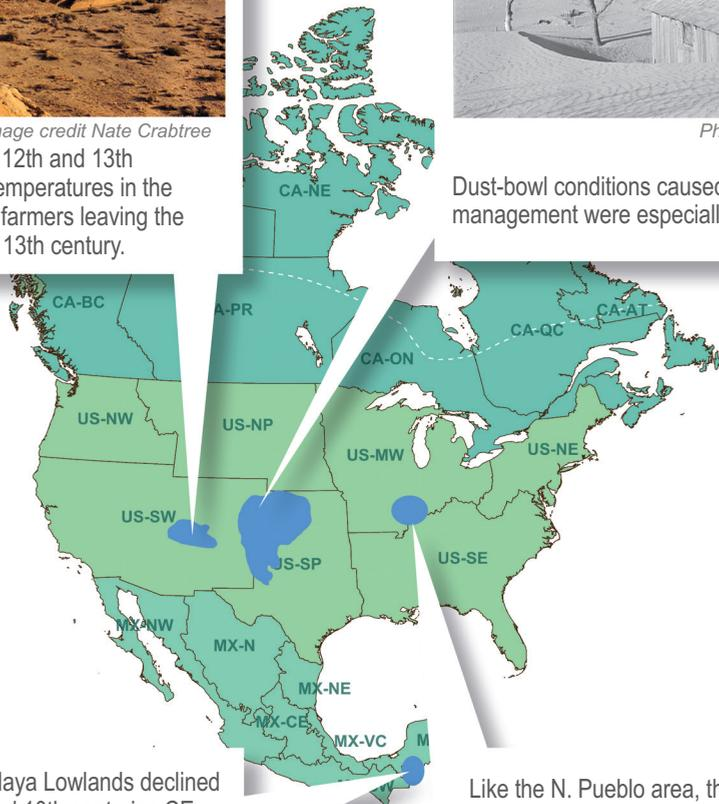 age credit Nate Crabtree
12th and 13th
emperatures in the
farmers leaving the
13th century.
Ph
Dust-bowl conditions caused
management were especiall
CA-NE
CA-BC
A-PR
CA-AT
CA-QC
CA-ON
US-NW
US-NP
US-MW
US-NE
US-SW
US-SP
US-SE
MX-NW
MX-N
MX-NE
MX-CE
MX-VC
M
laya Lowlands declined
Like the N. Pueblo area, th